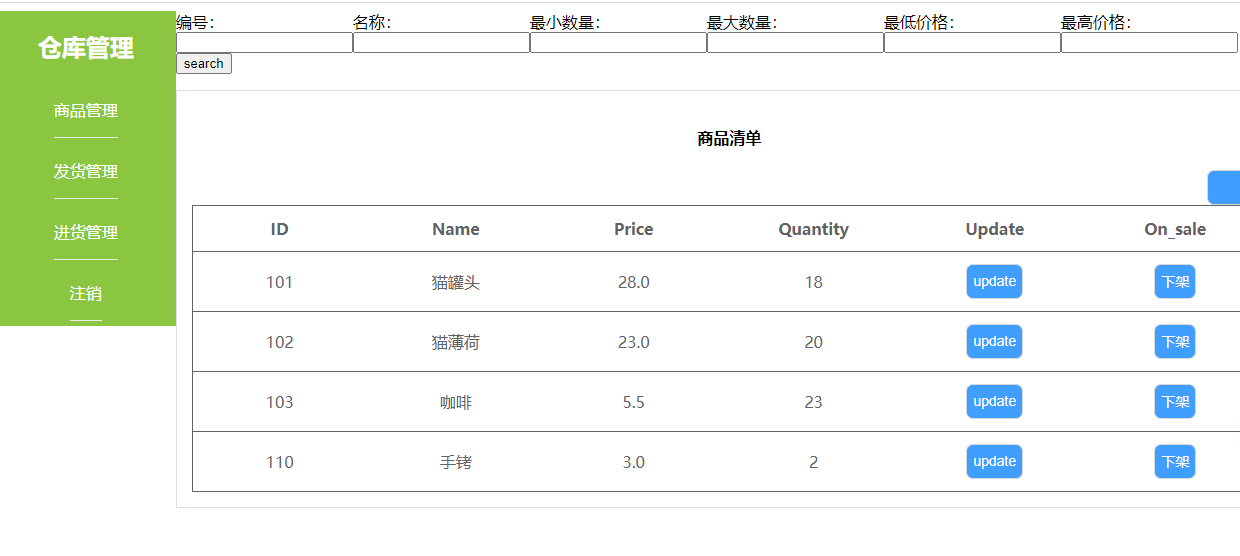 仓库管理
商品管理
发货管理
进货管理
注销
编号： 名称： 最小数量： 最大数量： 最低价格： 最高价格：
search
商品清单
ID Name Price Quantity Update On_sale
101 猫罐头 28.0 18 update 下架
102 猫薄荷 23.0 20 update 下架
103 咖啡 5.5 23 update 下架
110 手铐 3.0 2 update 下架